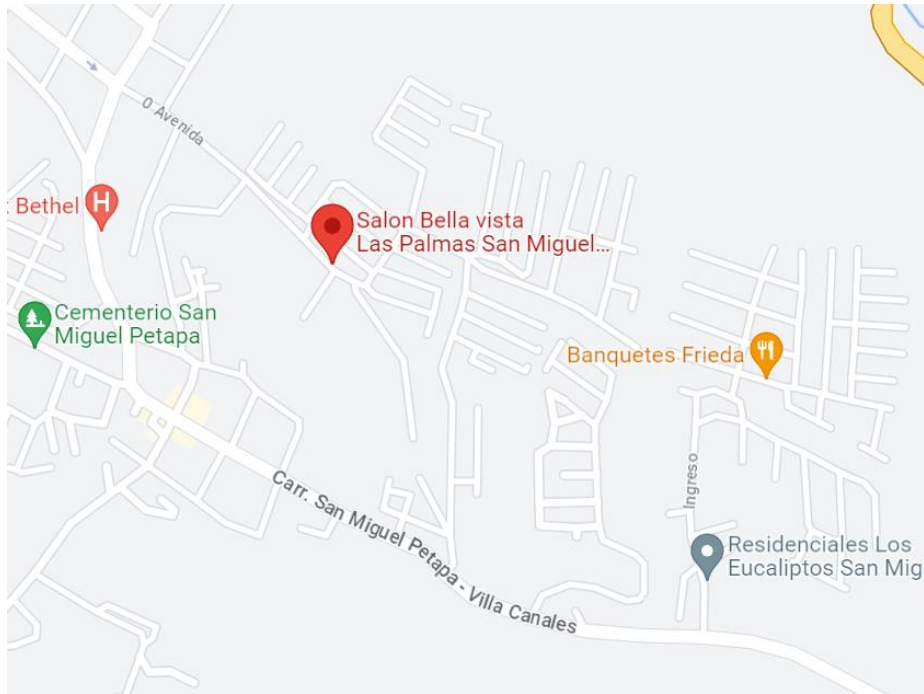 0 Avenida
Bethel
H
Salon Bella vista
Las Palmas San Miguel...
Cementerio San
Miguel Petapa
Banquetes Frieda
Carr. San Miguel Petapa - Villa Canales
Ingreso
Residenciales Los
Eucaliptos San Mig